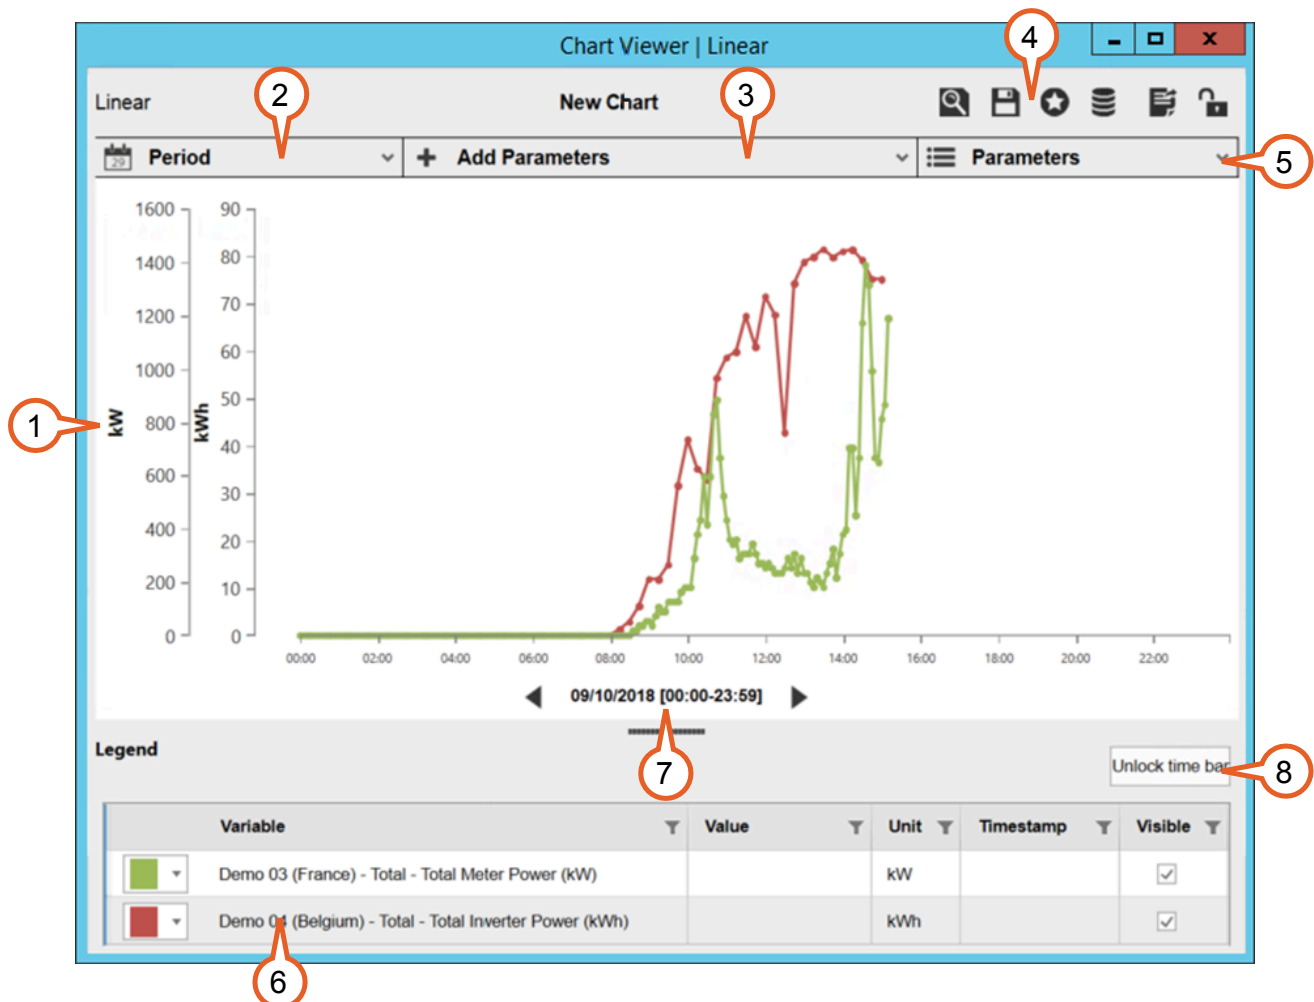 Chart Viewer | Linear
4
Linear
2
New Chart
3
29
Period
Add Parameters
Parameters
5
1600
1400
1200
1000
800
600
400
200
0
kW
1
90
80
70
60
50
40
30
20
10
0
kWh
00:00 02:00 04:00 06:00 08:00 10:00 12:00 14:00 16:00 18:00 20:00 22:00
09/10/2018 [00:00-23:59]
Legend
7
Unlock time bar
8
Variable Value Unit Timestamp Visible
Demo 03 (France) - Total - Total Meter Power (kW) kW
Demo 04 (Belgium) - Total - Total Inverter Power (kWh) kWh
6